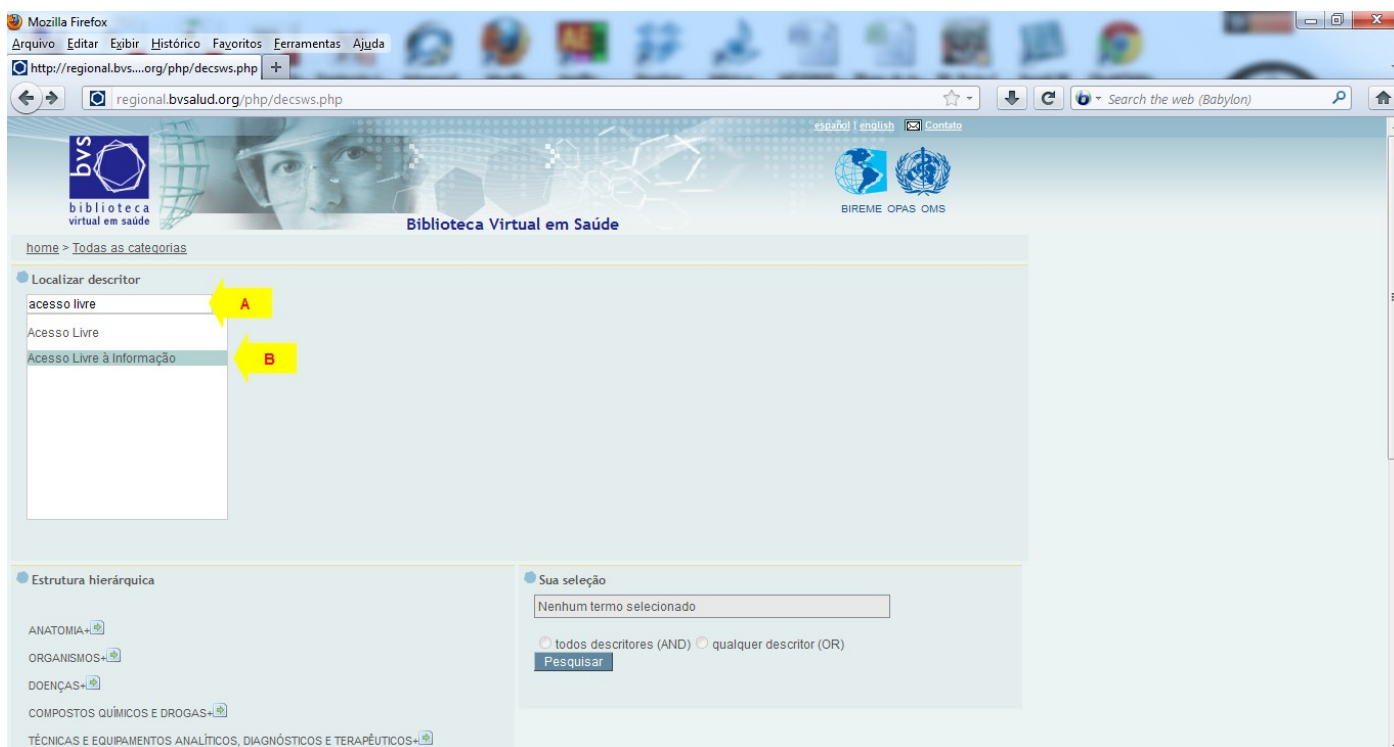 Mozilla Firefox
Arquivo Editar Exibir Histórico Favoritos Ferramentas Ajuda
http://regional.bvs....org/php/decsws.php +
regional.bvsalud.org/php/decsws.php
Search the web (Babylon)
español | english Contato
bvs
biblioteca
virtual em saúde
BIREME OPAS OMS
Biblioteca Virtual em Saúde
home > Todas as categorias
Localizar descritor
acesso livre
A
Acesso Livre
Acesso Livre à Informação
B
Estrutura hierárquica
Sua seleção
Nenhum termo selecionado
ANATOMIA+
ORGANISMOS+
todos descritores (AND) qualquer descritor (OR)
Pesquisar
DOENÇAS+
COMPOSTOS QUÍMICOS E DROGAS+
TÉCNICAS E EQUIPAMENTOS ANALÍTICOS, DIAGNÓSTICOS E TERAPÊUTICOS+